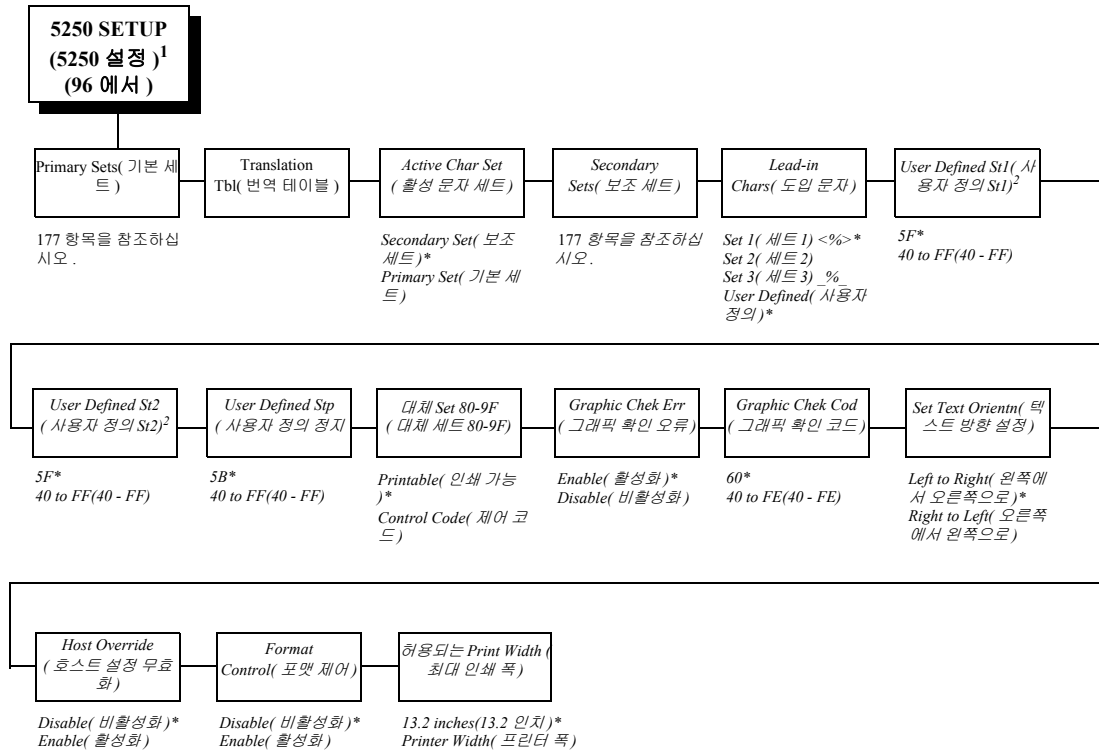 5250 SETUP
(5250 설정 )1
(96 에서 )
Primary Sets( 기본 세
트 )
177 항목을 참조하십
시오 .
Translation
Tbl( 번역 테이블 )
Active Char Set
( 활성 문자 세트 )
Secondary Set( 보조
세트 )*
Primary Set( 기본 세
트 )
Secondary
Sets( 보조 세트 )
177 항목을 참조하십
시오 .
Lead-in
Chars( 도입 문자 )
Set 1( 세트 1) <%>*
Set 2( 세트 2)
Set 3( 세트 3) _%_
User Defined( 사용자
정의 )*
User Defined St1( 사
용자 정의 St1)2
5F*
40 to FF(40 - FF)
User Defined St2
( 사용자 정의 St2)2
5F*
40 to FF(40 - FF)
User Defined Stp
( 사용자 정의 정지
5B*
40 to FF(40 - FF)
대체 Set 80-9F
( 대체 세트 80-9F)
Printable( 인쇄 가능
)*
Control Code( 제어 코
드 )
Graphic Chek Err
( 그래픽 확인 오류 )
Enable( 활성화 )*
Disable( 비활성화 )
Graphic Chek Cod
( 그래픽 확인 코드 )
60*
40 to FE(40 - FE)
Set Text Orientn( 텍
스트 방향 설정 )
Left to Right( 왼쪽에
서 오른쪽으로 )*
Right to Left( 오른쪽
에서 왼쪽으로 )
Host Override
( 호스트 설정 무효
화 )
Disable( 비활성화 )*
Enable( 활성화 )
Format
Control( 포맷 제어 )
Disable( 비활성화 )*
Enable( 활성화 )
허용되는 Print Width (
최대 인쇄 폭 )
13.2 inches(13.2 인치 )*
Printer Width( 프린터 폭 )